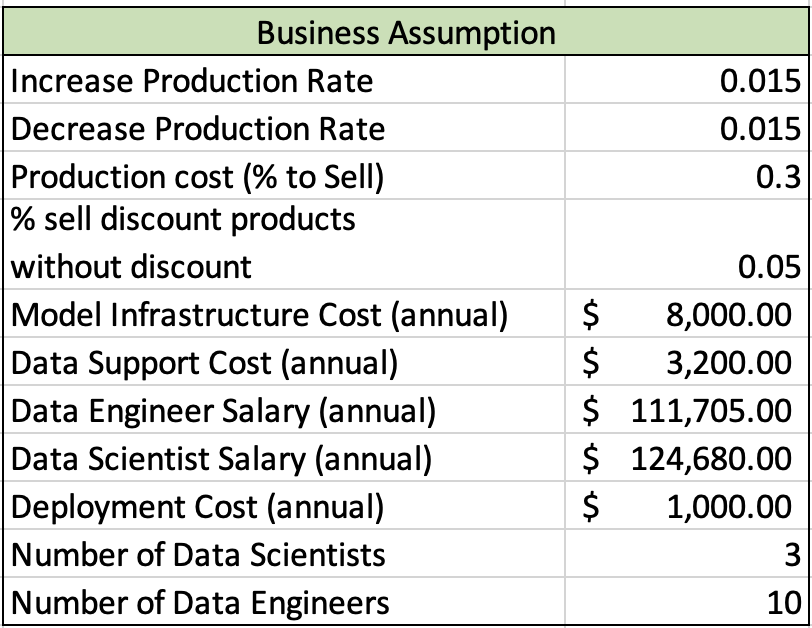 Business Assumption
Increase Production Rate 0.015
Decrease Production Rate 0.015
Production cost (% to Sell) 0.3
% sell discount products
without discount 0.05
Model Infrastructure Cost (annual) $ 8,000.00
Data Support Cost (annual) $ 3,200.00
Data Engineer Salary (annual) $ 111,705.00
Data Scientist Salary (annual) $ 124,680.00
Deployment Cost (annual) $ 1,000.00
Number of Data Scientists 3
Number of Data Engineers 10